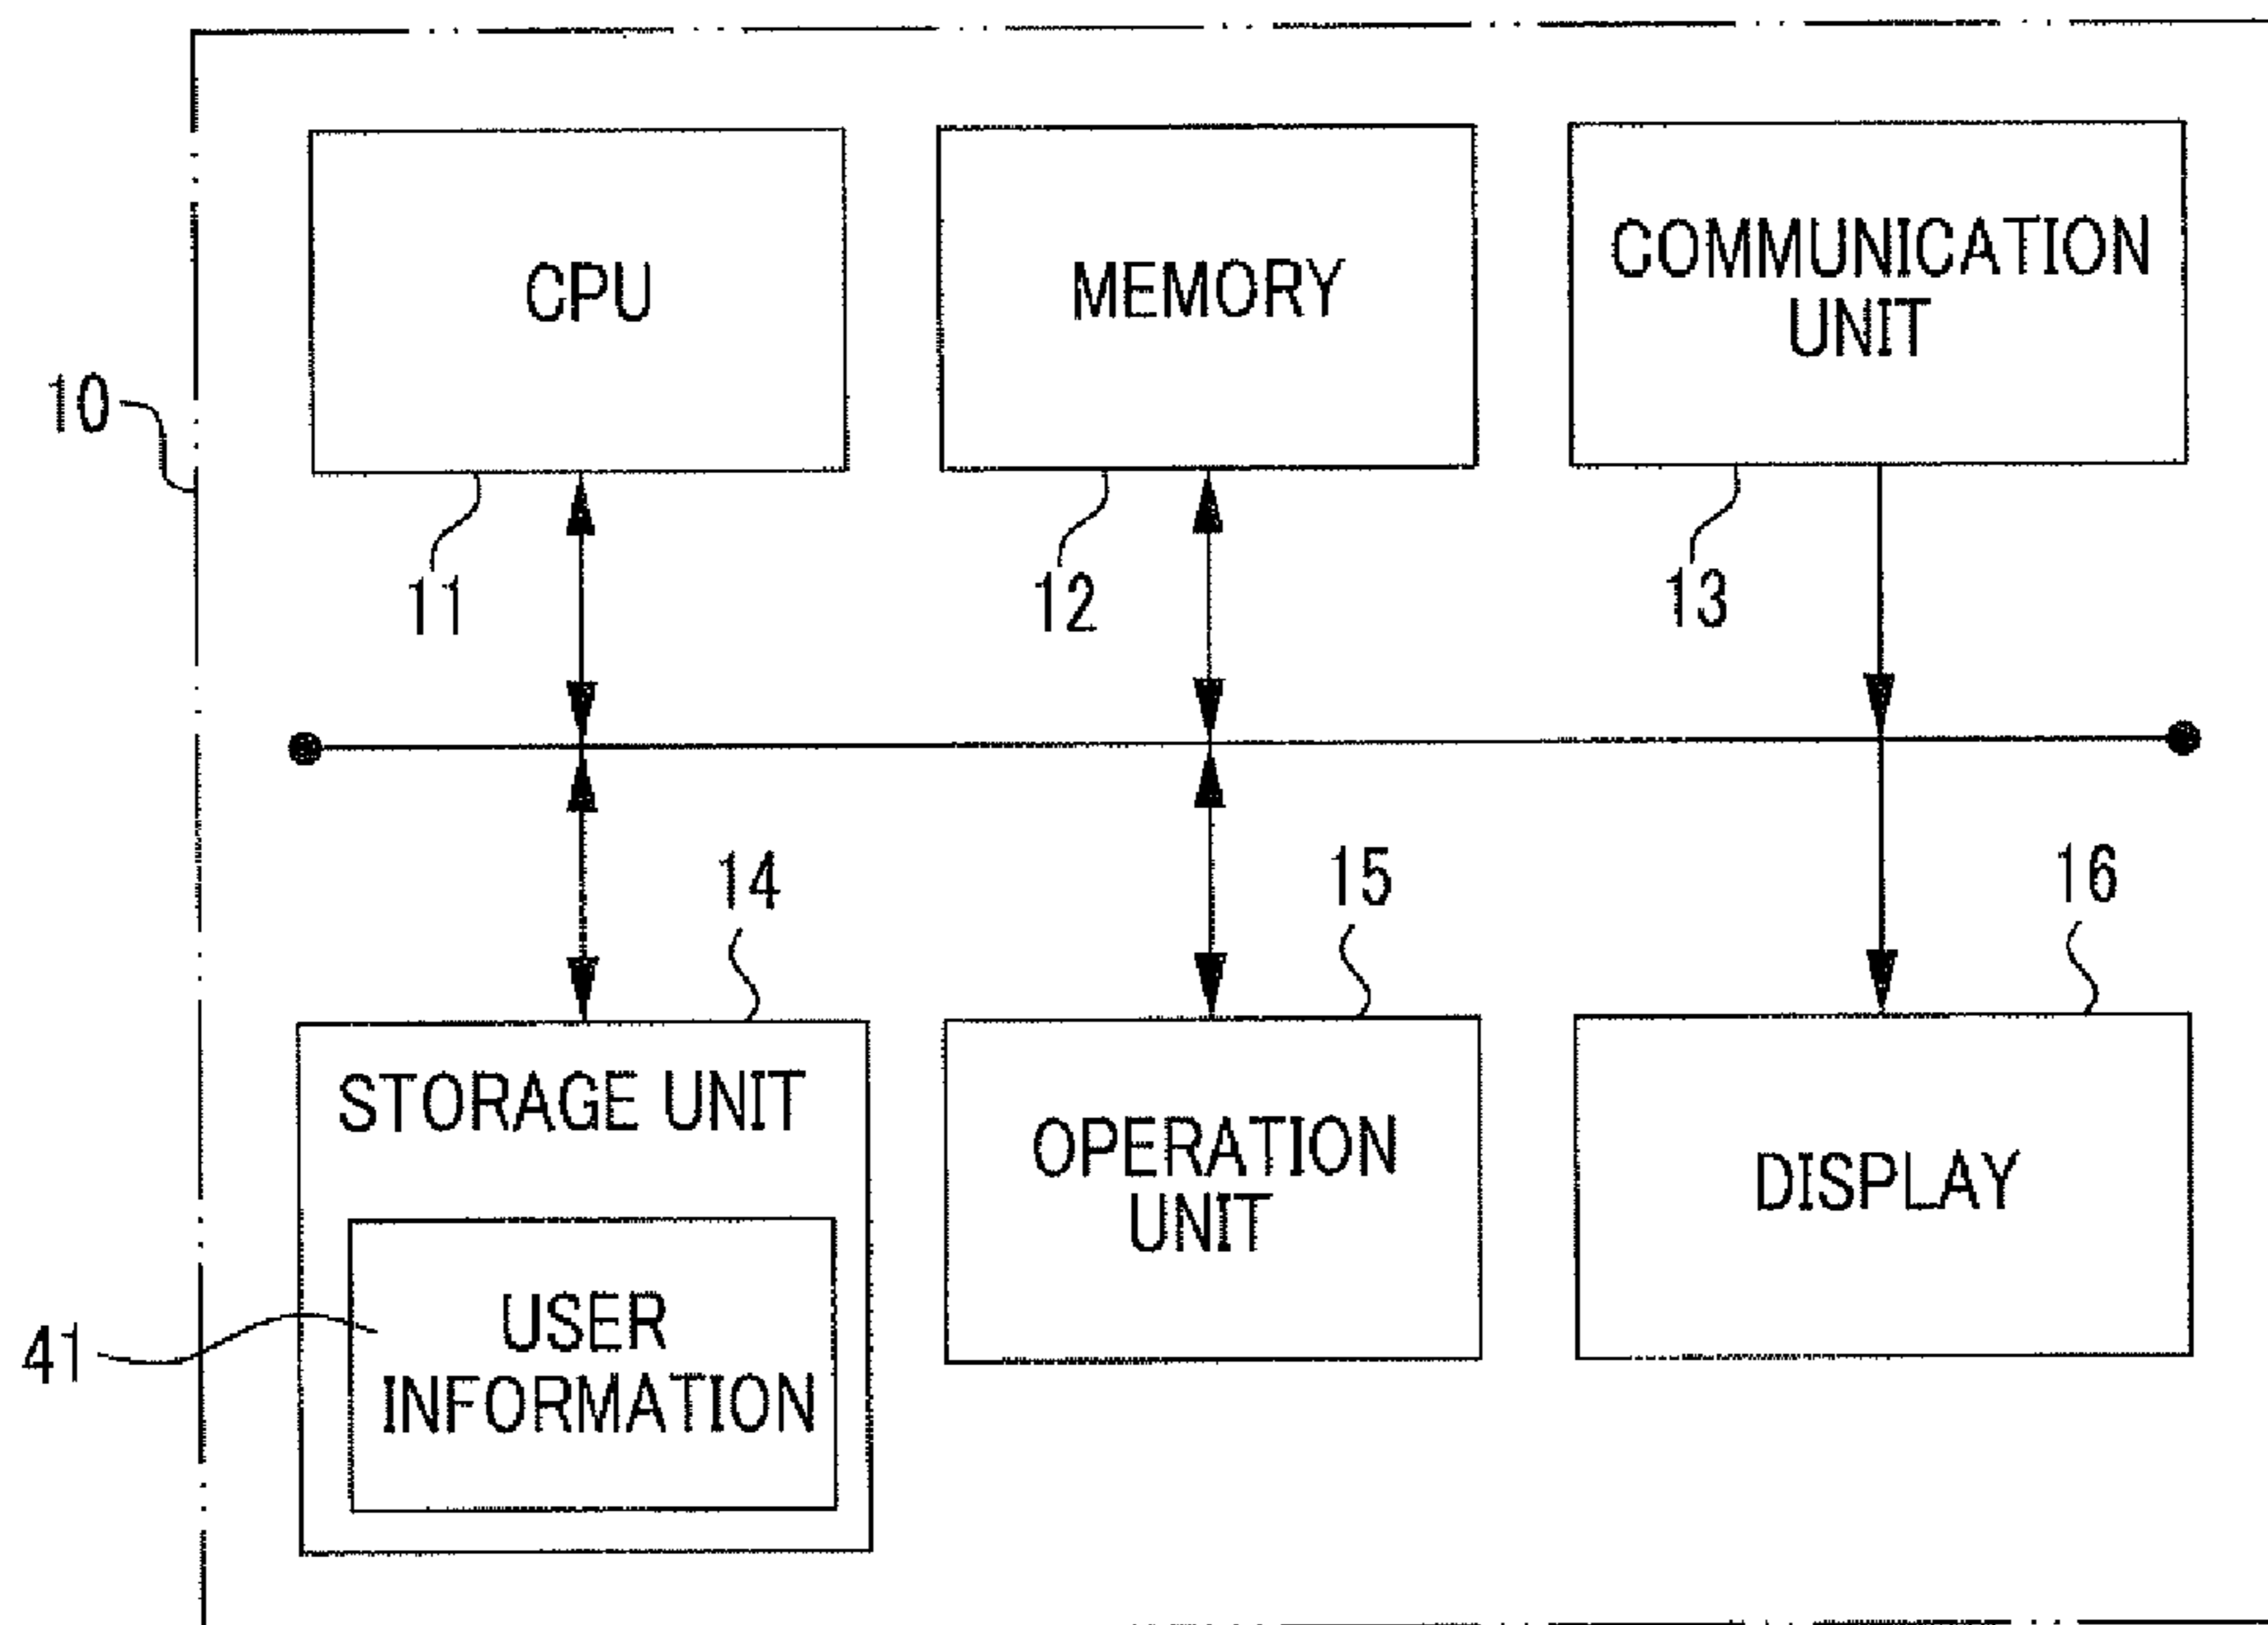 CPU
MEMORY
COMMUNICATION
UNIT
10
11
12
13
14
15
16
STORAGE UNIT
OPERATION
UNIT
DISPLAY
USER
INFORMATION
41